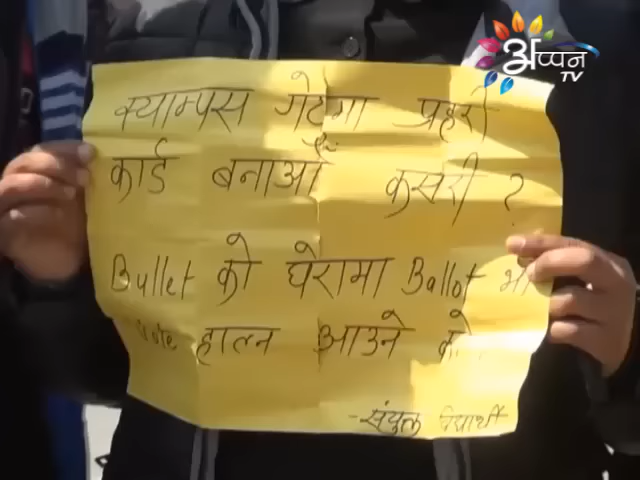 अप्पन
TV
क्याम्पस गेटमा प्रहरी
कार्ड बनाऔं कसरी ?
Bullet को घेरामा Ballot मा
Vote हाल्न आउने को
- संयुक्त विद्यार्थी